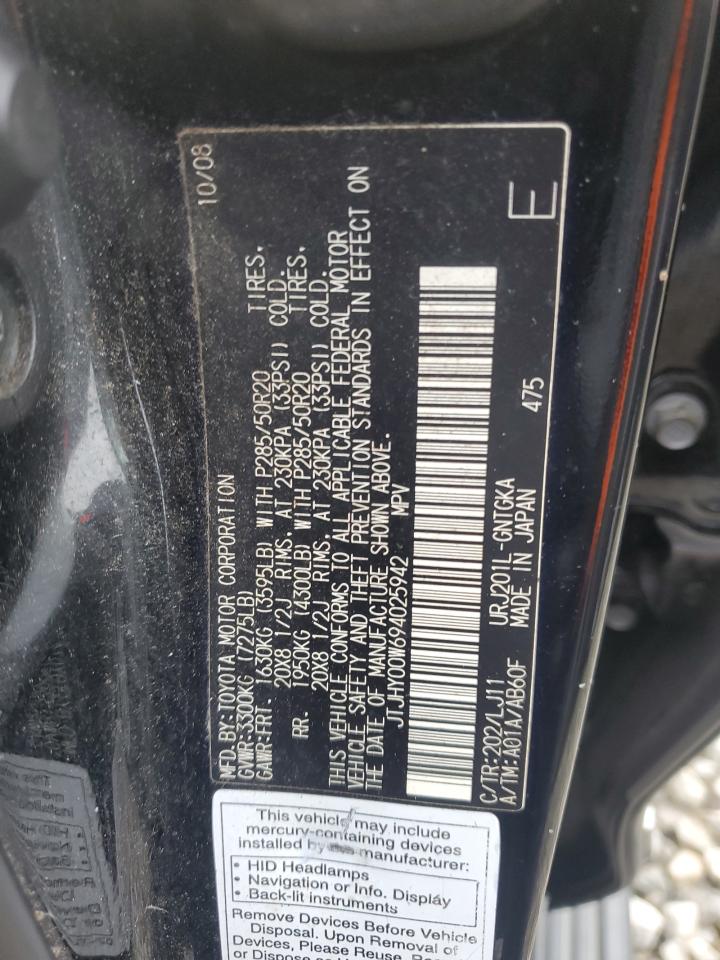 MFD. BY: TOYOTA MOTOR CORPORATION 10/08
GVWR-3300KG (7275LB)
GAWR-FRT. 1630KG (3595LB) WITH P285/50R20 TIRES,
20X8 1/2J RIMS, AT 230KPA (33PSI) COLD.
RR. 1950KG (4300LB) WITH P285/50R20 TIRES,
20X8 1/2J RIMS, AT 230KPA (33PSI) COLD.
THIS VEHICLE CONFORMS TO ALL APPLICABLE FEDERAL MOTOR
VEHICLE SAFETY AND THEFT PREVENTION STANDARDS IN EFFECT ON
THE DATE OF MANUFACTURE SHOWN ABOVE.
JTJHY00W694025942 MPV
C/TR:202/LJ11 URJ201L-GNTGKA
A/TM:A01A/AB60F MADE IN JAPAN 475 E
This vehicle may include
mercury-containing devices
installed by the manufacturer:
• HID Headlamps
• Navigation or Info. Display
• Back-lit instruments
Remove Devices Before Vehicle
Disposal. Upon Removal of
Devices, Please Reuse,
or Dispose